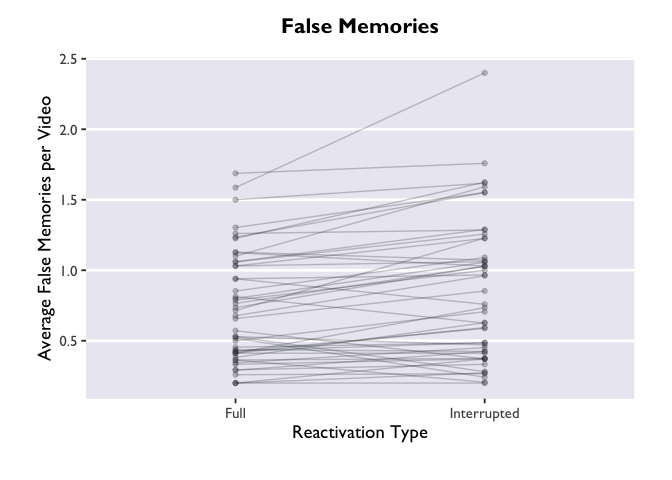 False Memories
Average False Memories per Video
2.5
2.0
1.5
1.0
0.5
Full
Interrupted
Reactivation Type